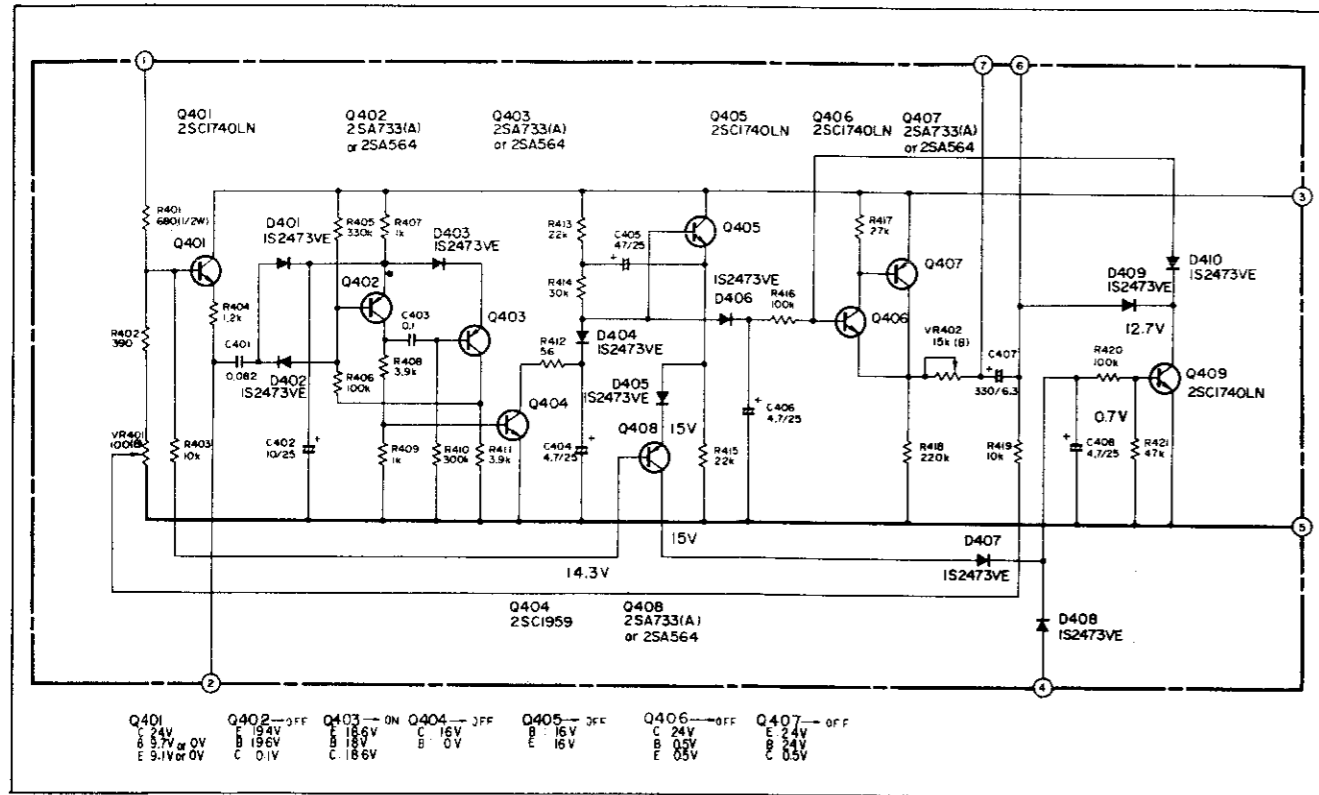 1
7
6
Q401
2SC1740LN
Q402
2SA733(A)
or 2SA564
Q403
2SA733(A)
or 2SA564
Q405
2SC1740LN
Q406
2SC1740LN
Q407
2SA733(A)
or 2SA564
3
R401
680(1/2W)
Q401
D401
1S2473VE
R405
330k
R407
1k
D403
1S2473VE
R413
22k
C405
47/25
Q405
R417
27k
Q407
D410
1S2473VE
D409
1S2473VE
12.7V
R404
1.2k
Q402
C403
0.1
Q403
R414
30k
1S2473VE
D406
R416
100k
Q406
VR402
15k (B)
C407
330/6.3
R402
390
C401
0.082
D402
1S2473VE
R406
100k
R408
3.9k
R412
56
D404
1S2473VE
D405
1S2473VE
R420
100k
Q409
2SC1740LN
0.7V
VR401
100(B)
R403
10k
C402
10/25
R409
1k
R410
300k
R411
3.9k
Q404
C404
4.7/25
Q408
15V
R415
22k
C406
4.7/25
R418
220k
R419
10k
C408
4.7/25
R421
47k
5
15V
14.3V
D407
1S2473VE
Q404
2SC1959
Q408
2SA733(A)
or 2SA564
D408
1S2473VE
2
4
Q401
C 24V
B 9.7V or 0V
E 9.1V or 0V
Q402→OFF
E 19.4V
B 19.6V
C 0.1V
Q403→ ON
E 18.6V
B 18V
C 18.6V
Q404→ OFF
C 16V
B 0V
Q405→ OFF
B 16V
E 16V
Q406→OFF
C 24V
B 0.5V
E 0.5V
Q407→ OFF
E 24V
B 24V
C 0.5V